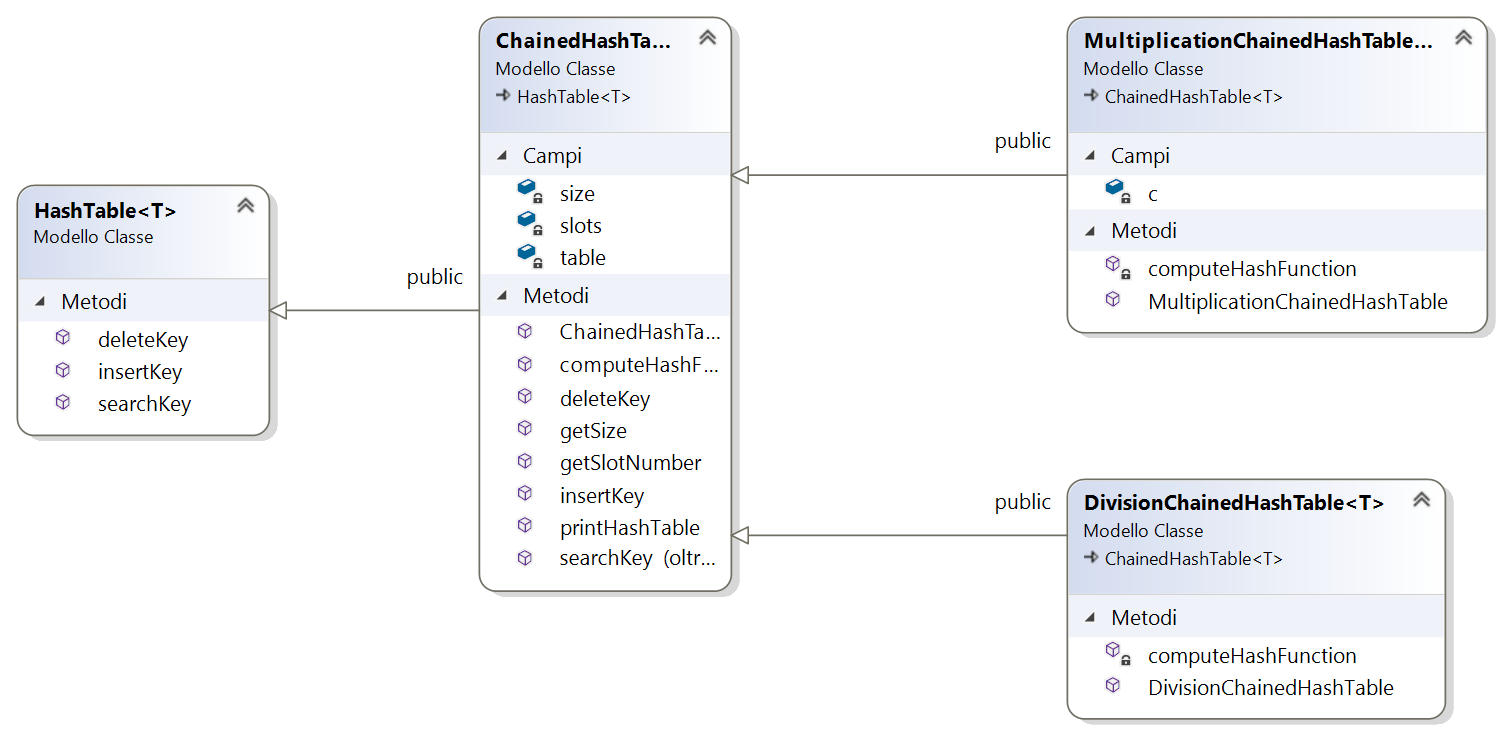 HashTable<T>
Modello Classe
Metodi
deleteKey
insertKey
searchKey
public
ChainedHashTa...
Modello Classe
HashTable<T>
Campi
size
slots
table
Metodi
ChainedHashTa...
computeHashF...
deleteKey
getSize
getSlotNumber
insertKey
printHashTable
searchKey (oltr...
public
MultiplicationChainedHashTable...
Modello Classe
ChainedHashTable<T>
Campi
c
Metodi
computeHashFunction
MultiplicationChainedHashTable
public
DivisionChainedHashTable<T>
Modello Classe
ChainedHashTable<T>
Metodi
computeHashFunction
DivisionChainedHashTable